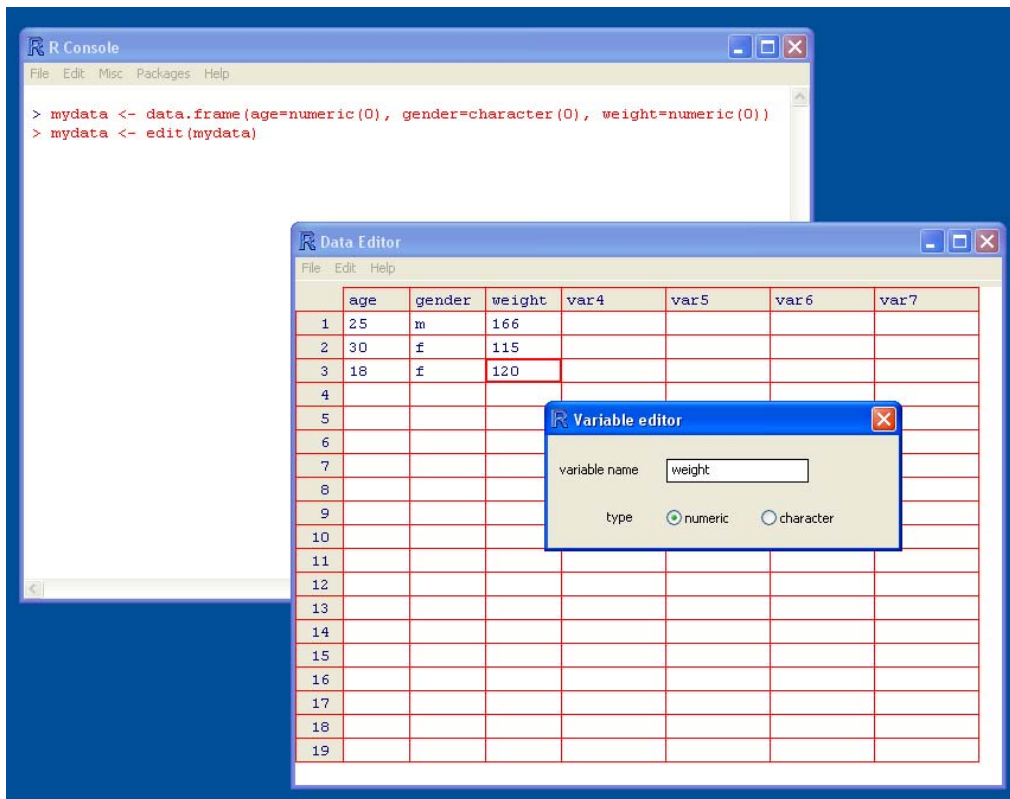 R R Console
File Edit Misc Packages Help
> mydata <- data.frame(age=numeric(0), gender=character(0), weight=numeric(0))
> mydata <- edit(mydata)
R Data Editor
File Edit Help
age gender weight var4 var5 var6 var7
1 25 m 166
2 30 f 115
3 18 f 120
4
5
6
7
8
9
10
11
12
13
14
15
16
17
18
19
R Variable editor
variable name weight
type numeric character